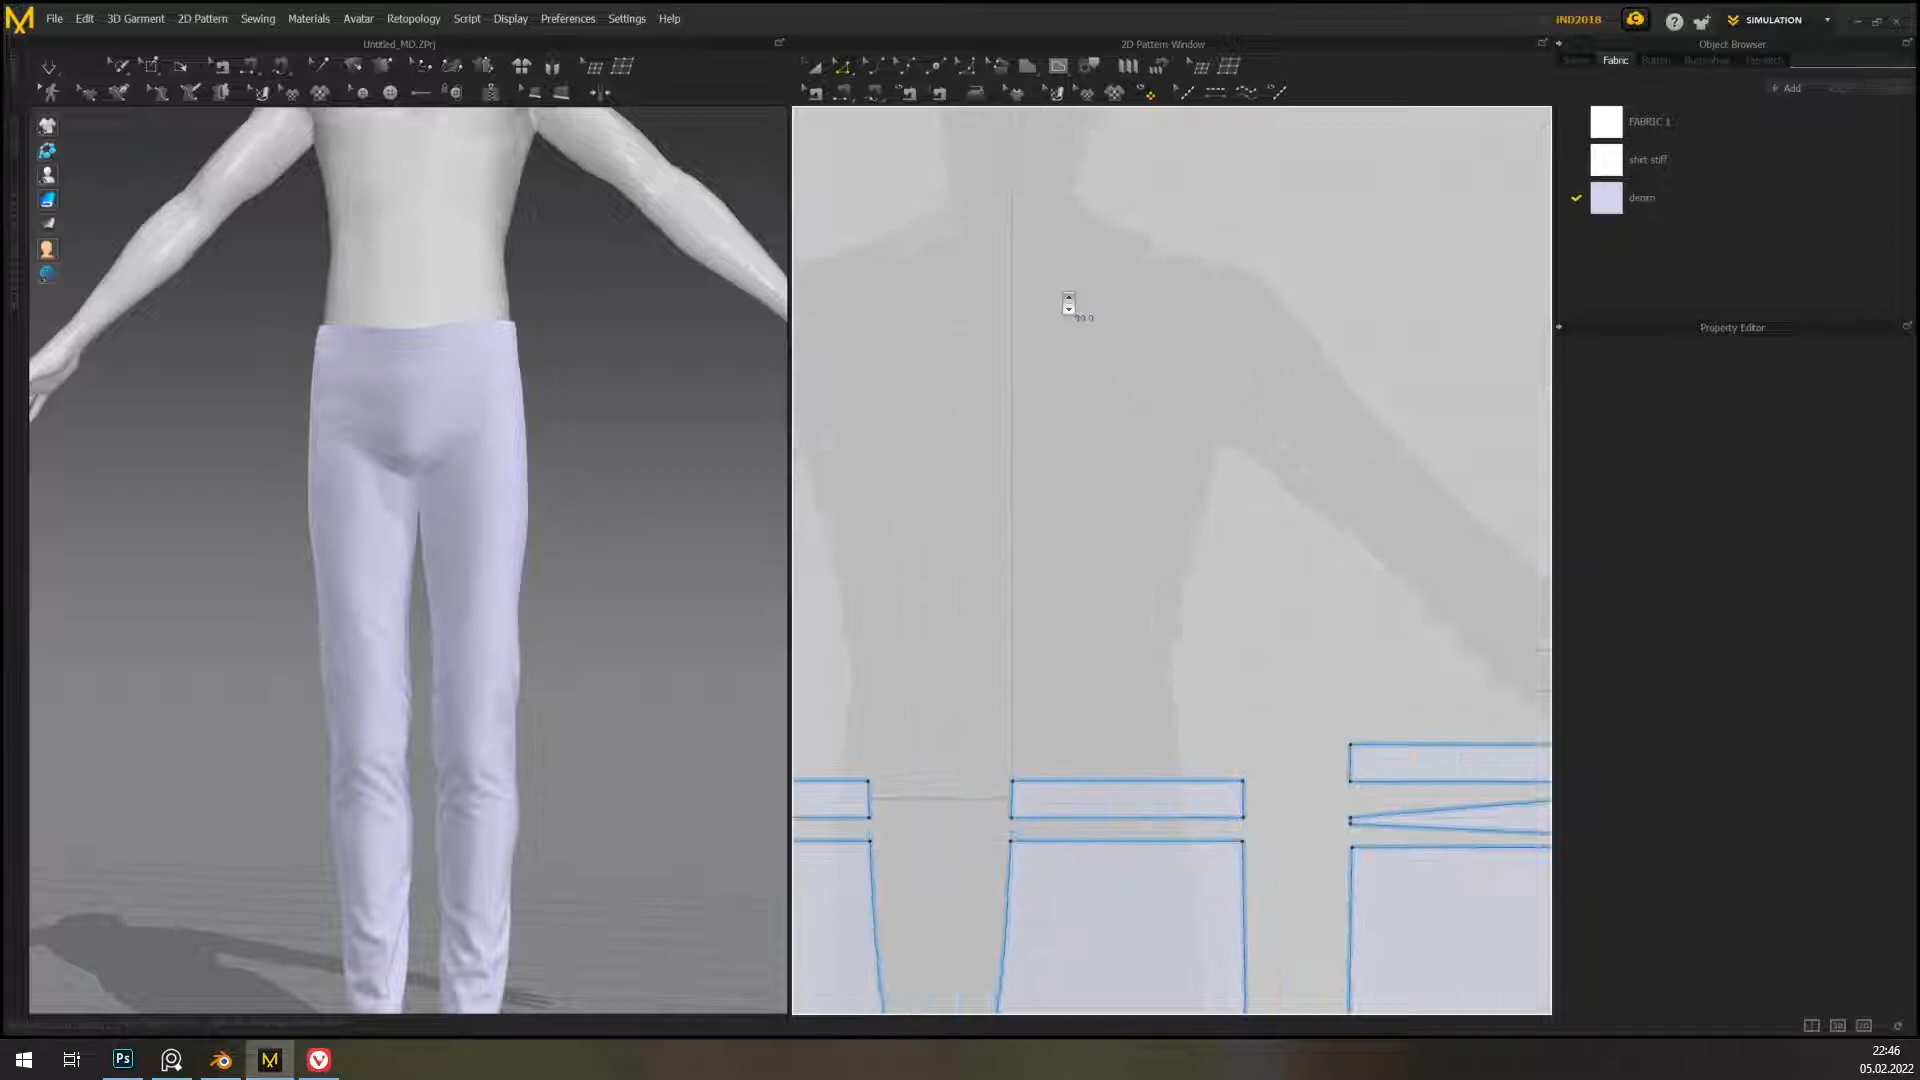 File Edit 3D Garment 2D Pattern Sewing Materials Avatar Retopology Script Display Preferences Settings Help
iND2018
SIMULATION
Untitled_MD.ZPrj
2D Pattern Window
Object Browser
Fabric Button
+ Add
FABRIC 1
shirt stiff
denim
Property Editor
Ps
22:46
05.02.2022